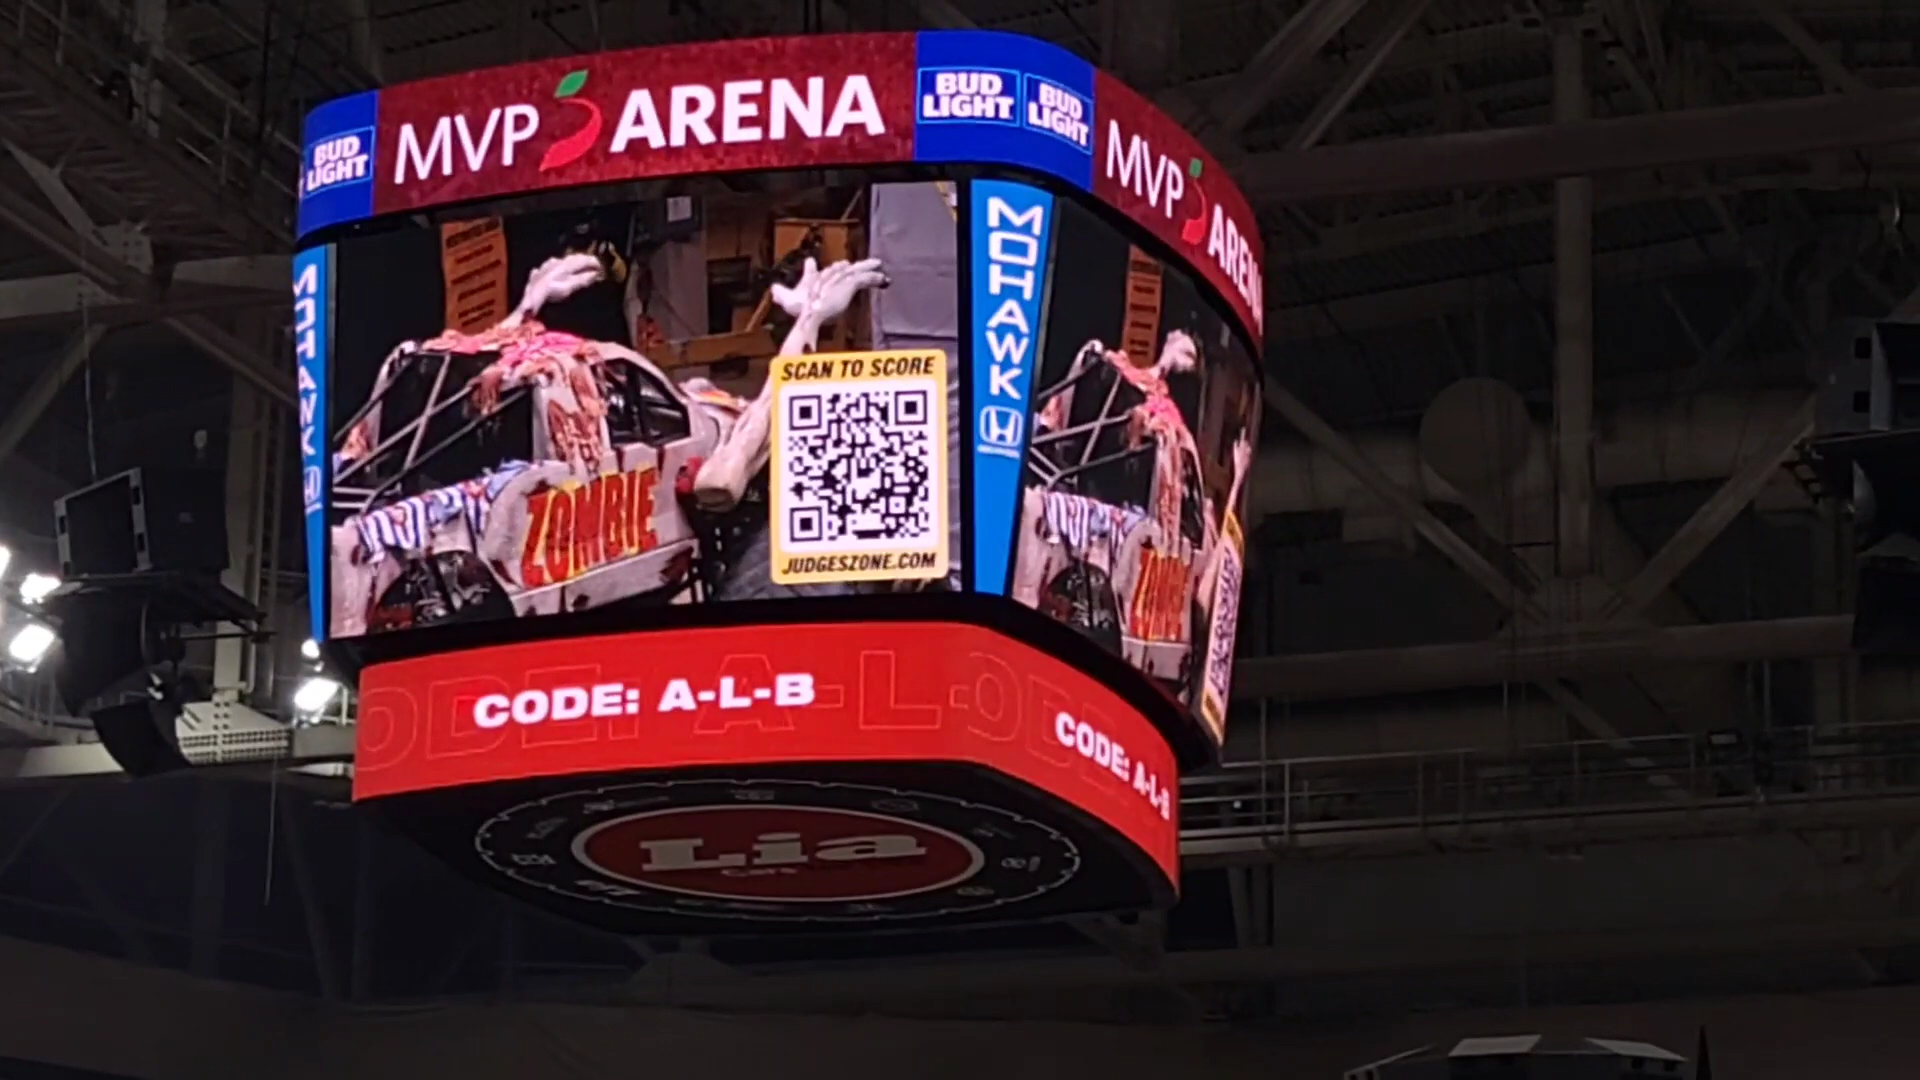 BUD
LIGHT
MVP ARENA
BUD
LIGHT
BUD
LIGHT
MVP ARENA
MOHAWK
MOHAWK
SCAN TO SCORE
ZOMBIE
ZOMBIE
JUDGESZONE.COM
CODE: A-L-B
CODE: A-L-B
Lia